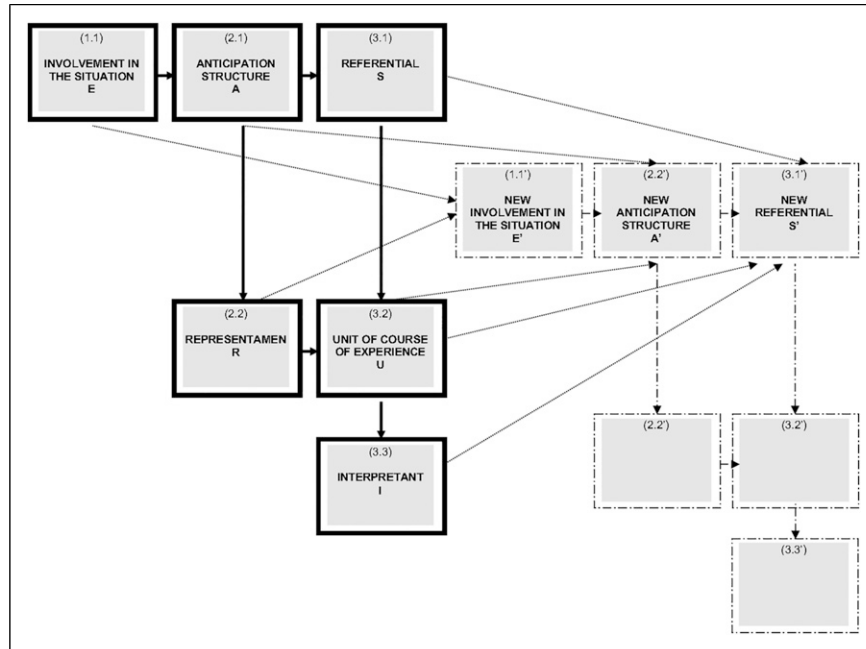 (1.1)
INVOLVEMENT IN
THE SITUATION
E
(2.1)
ANTICIPATION
STRUCTURE
A
(3.1)
REFERENTIAL
S
(1.1')
NEW
INVOLVEMENT IN
THE SITUATION
E'
(2.2')
NEW
ANTICIPATION
STRUCTURE
A'
(3.1')
NEW
REFERENTIAL
S'
(2.2)
REPRESENTAMEN
R
(3.2)
UNIT OF COURSE
OF EXPERIENCE
U
(3.3)
INTERPRETANT
I
(2.2')
(3.2')
(3.3')